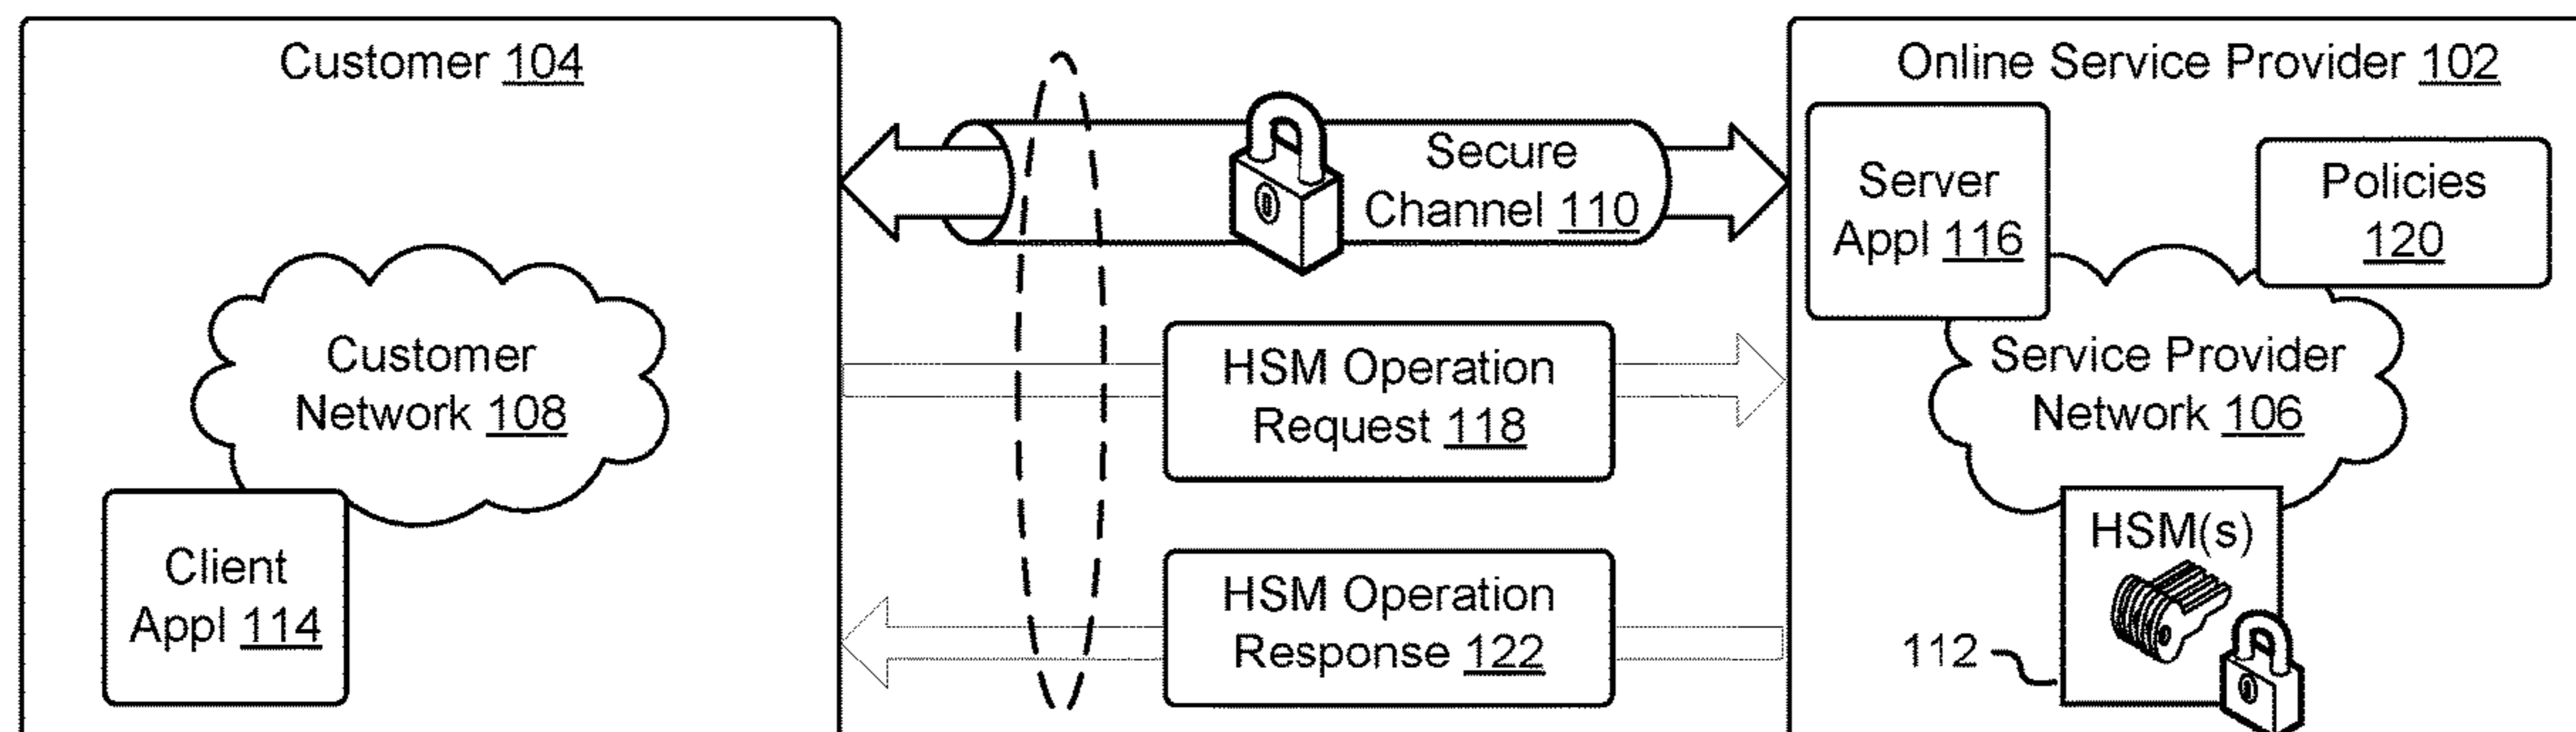 Customer 104
Customer
Network 108
Client
Appl 114
Secure
Channel 110
HSM Operation
Request 118
HSM Operation
Response 122
Online Service Provider 102
Server
Appl 116
Policies
120
Service Provider
Network 106
HSM(s)
112